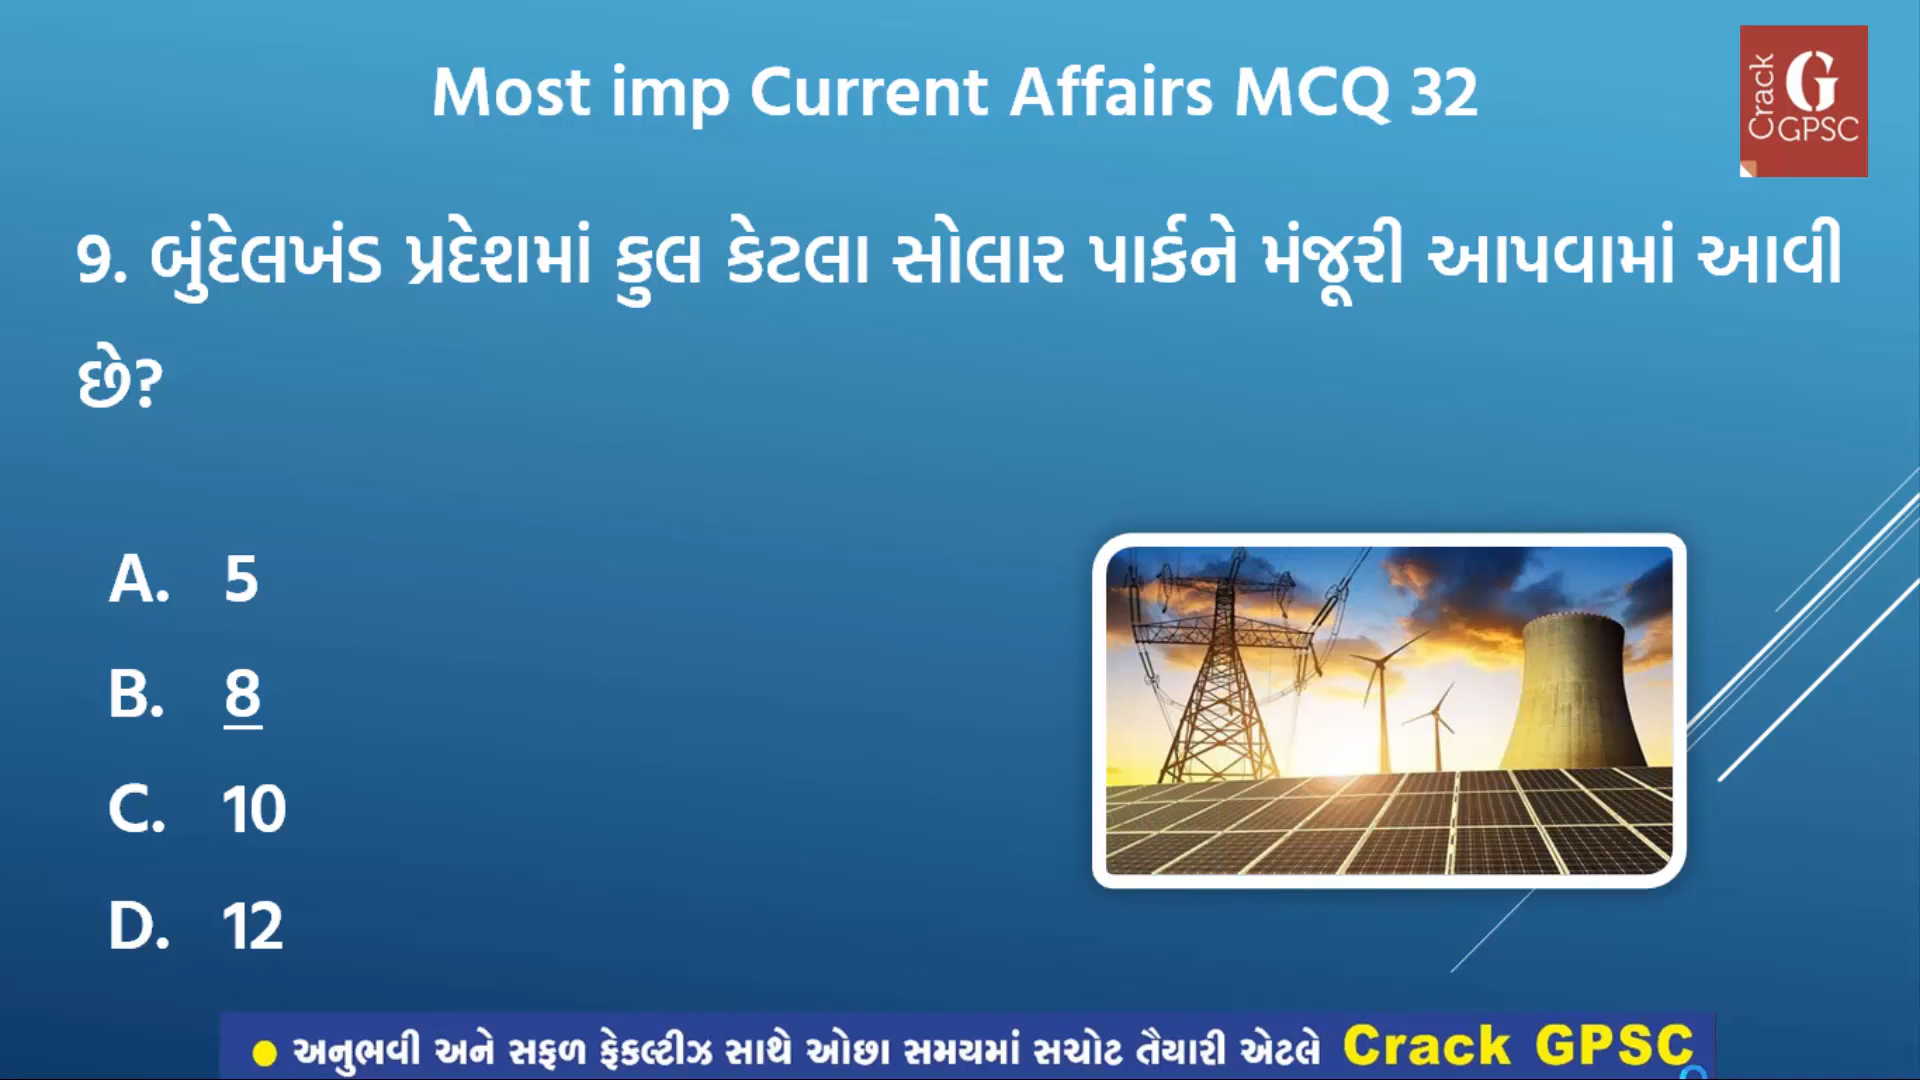 Most imp Current Affairs MCQ 32
Crack
G
GPSC
9. બુંદેલખંડ પ્રદેશમાં કુલ કેટલા સોલાર પાર્કને મંજૂરી આપવામાં આવી
છે?
A. 5
B. 8
C. 10
D. 12
અનુભવી અને સફળ ફેકલ્ટીઝ સાથે ઓછા સમયમાં સચોટ તૈયારી એટલે Crack GPSC